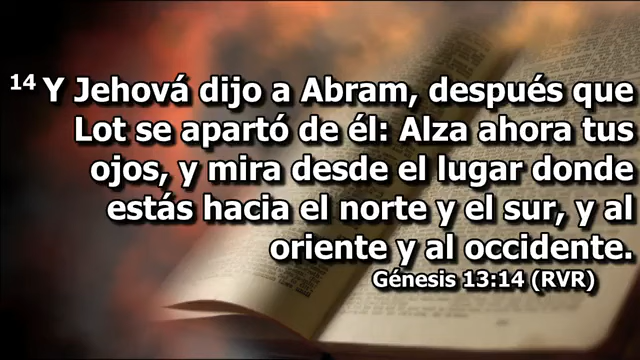 14 Y Jehová dijo a Abram, después que
Lot se apartó de él: Alza ahora tus
ojos, y mira desde el lugar donde
estás hacia el norte y el sur, y al
oriente y al occidente.
Génesis 13:14 (RVR)